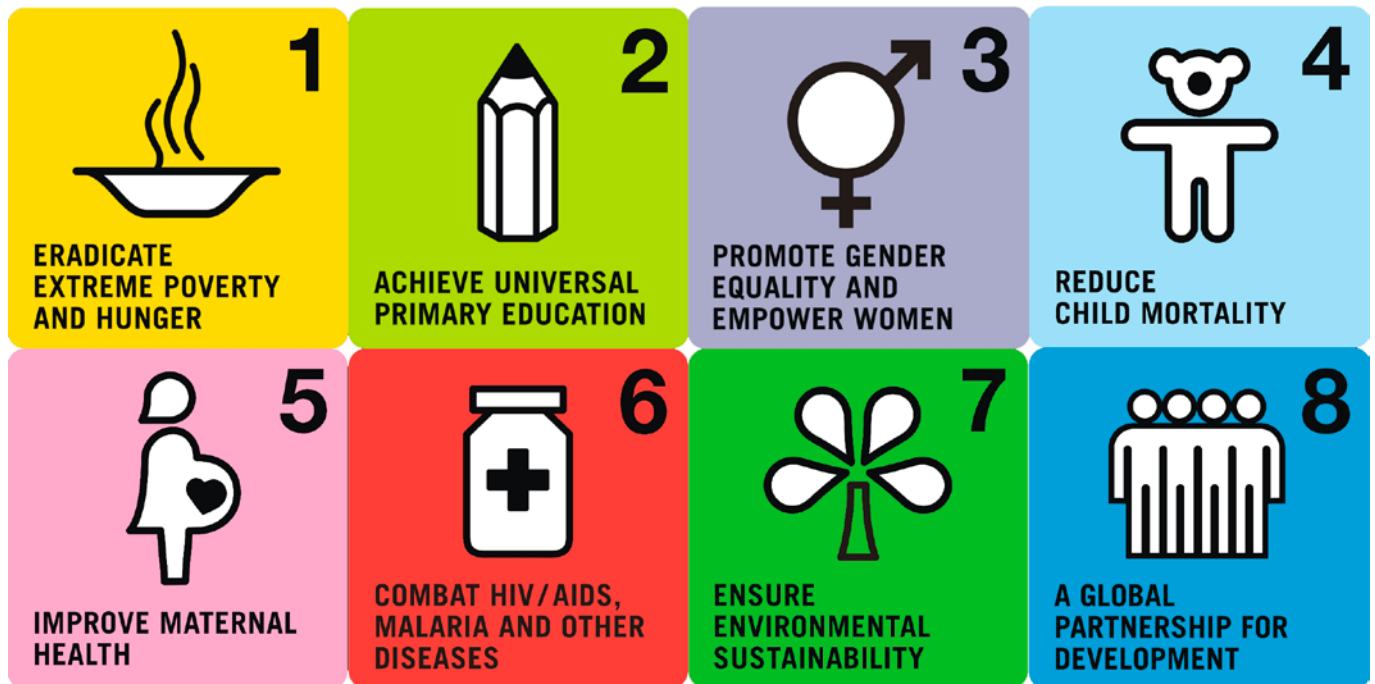 1
ERADICATE
EXTREME POVERTY
AND HUNGER
2
ACHIEVE UNIVERSAL
PRIMARY EDUCATION
3
PROMOTE GENDER
EQUALITY AND
EMPOWER WOMEN
4
REDUCE
CHILD MORTALITY
5
IMPROVE MATERNAL
HEALTH
6
COMBAT HIV/AIDS,
MALARIA AND OTHER
DISEASES
7
ENSURE
ENVIRONMENTAL
SUSTAINABILITY
8
A GLOBAL
PARTNERSHIP FOR
DEVELOPMENT